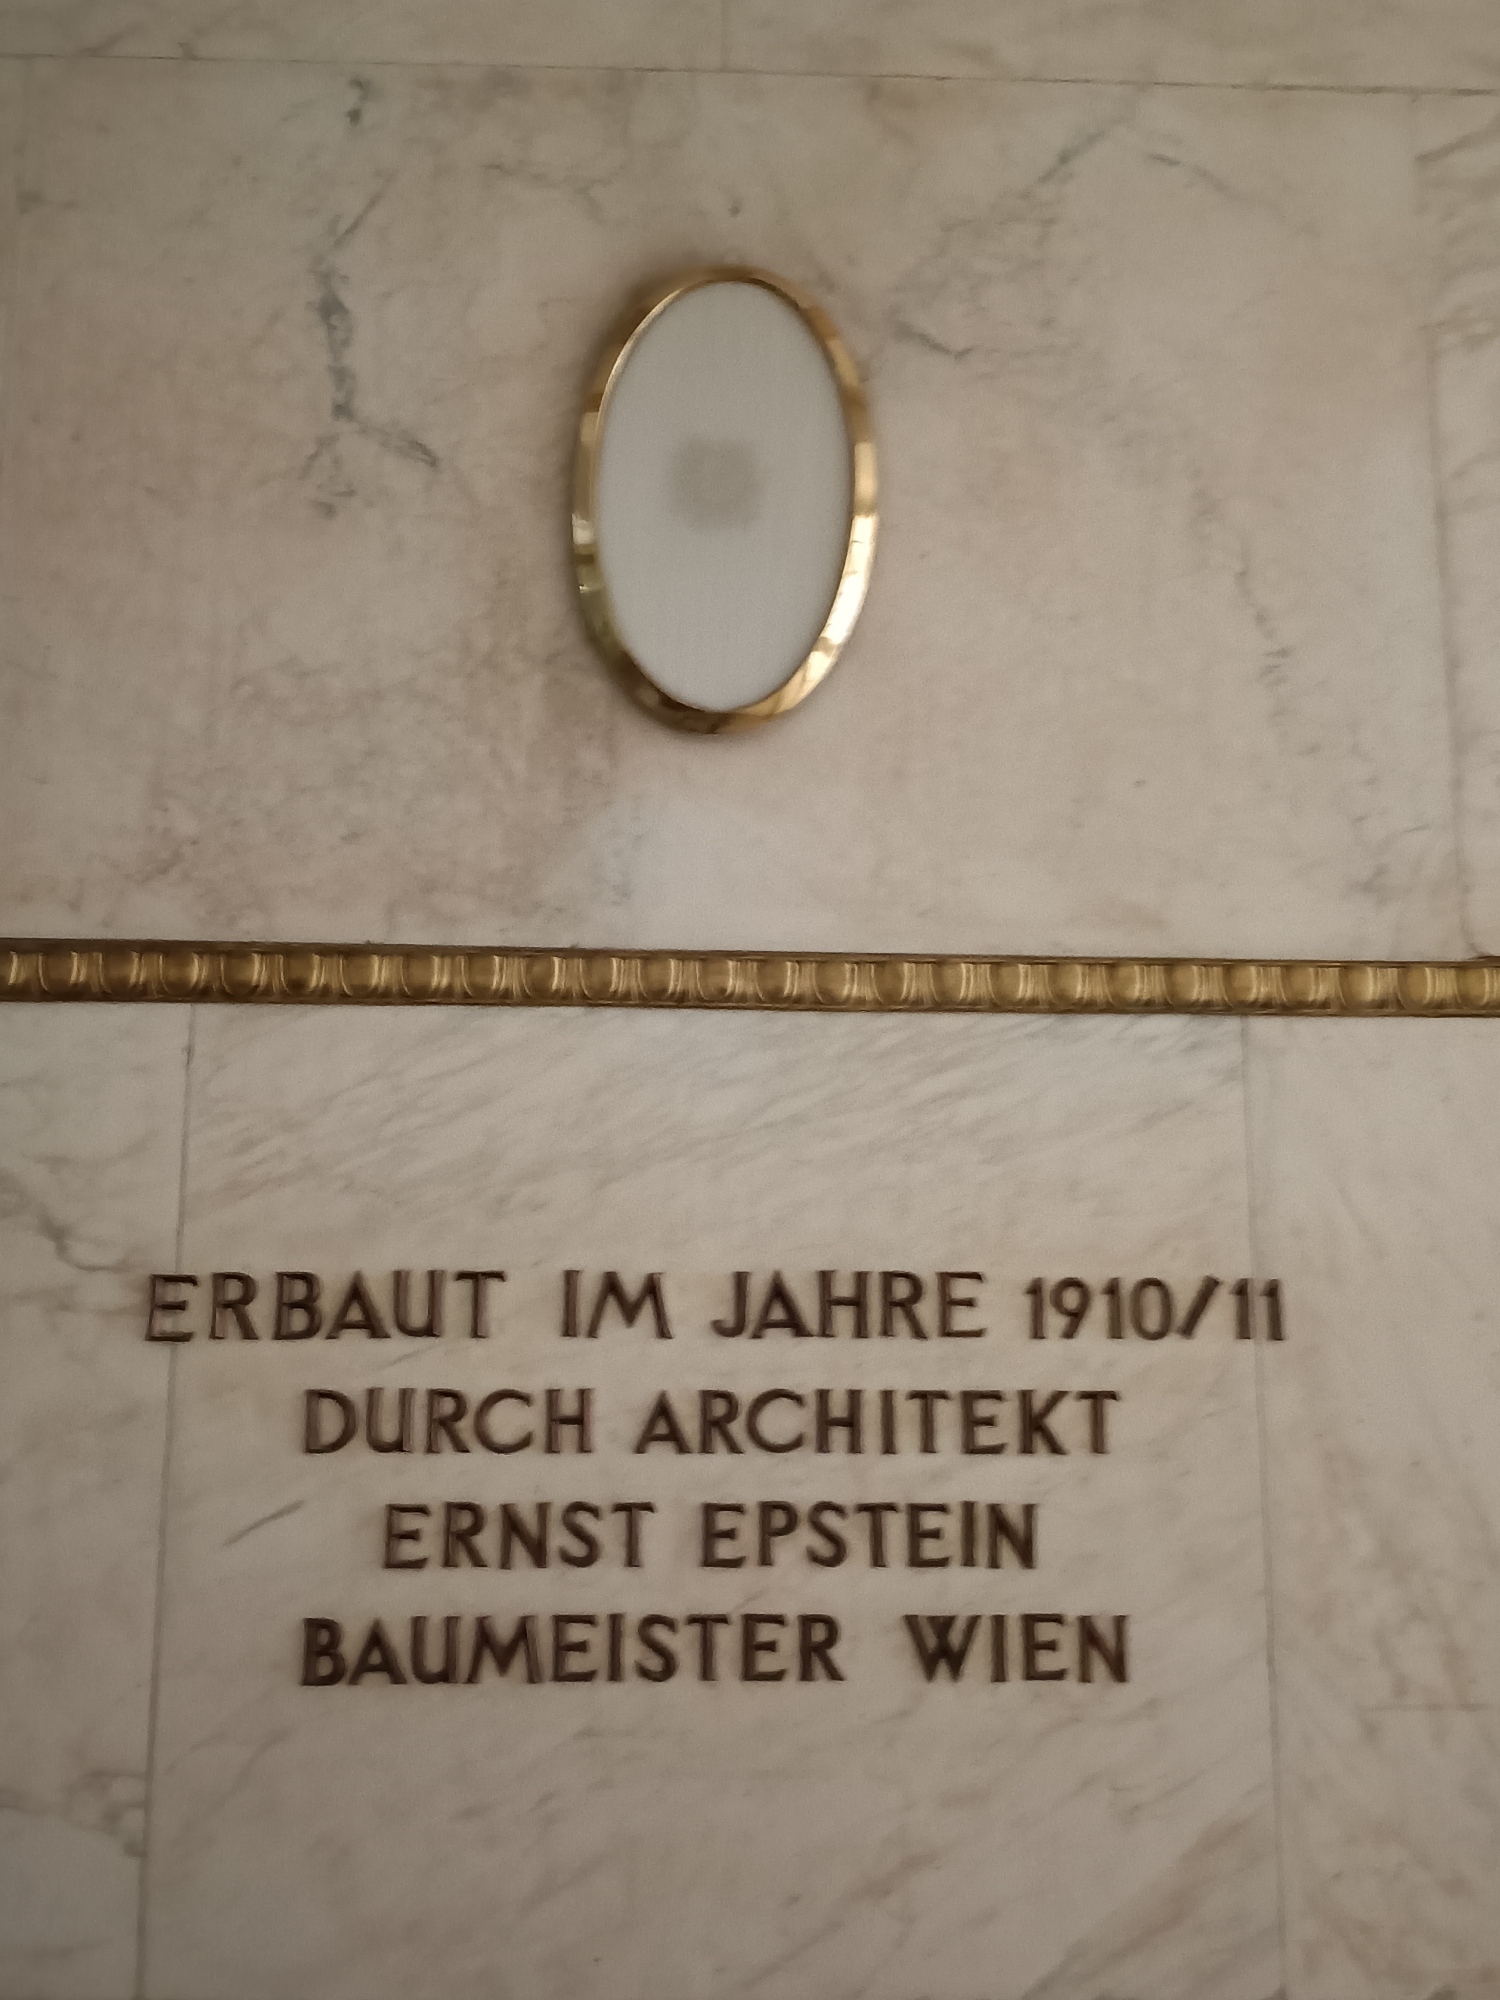 ERBAUT IM JAHRE 1910/11
DURCH ARCHITEKT
ERNST EPSTEIN
BAUMEISTER WIEN